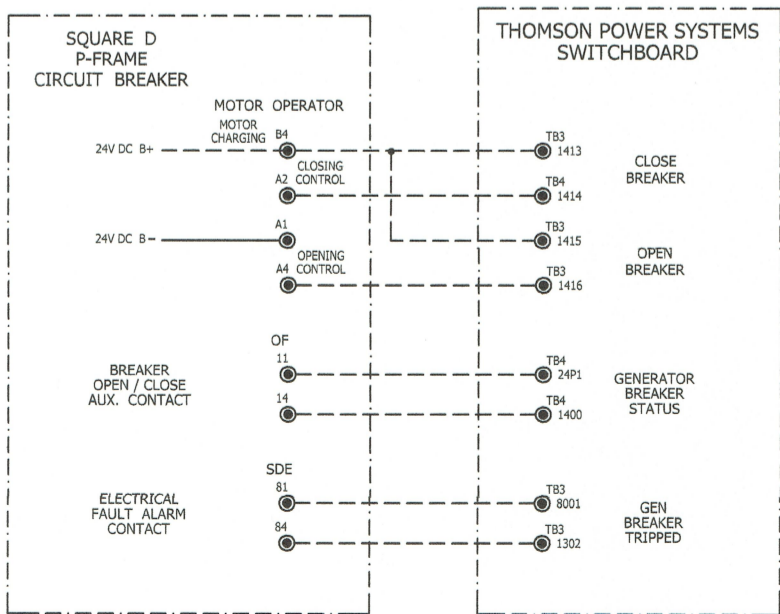 SQUARE D
P-FRAME
CIRCUIT BREAKER
THOMSON POWER SYSTEMS
SWITCHBOARD
MOTOR OPERATOR
MOTOR
CHARGING
B4
24V DC B+
TB3
1413
CLOSING
CONTROL
A2
TB4
1414
CLOSE
BREAKER
A1
24V DC B-
TB3
1415
OPENING
CONTROL
A4
TB3
1416
OPEN
BREAKER
OF
11
14
BREAKER
OPEN / CLOSE
AUX. CONTACT
TB4
24P1
TB4
1400
GENERATOR
BREAKER
STATUS
SDE
81
84
ELECTRICAL
FAULT ALARM
CONTACT
TB3
8001
TB3
1302
GEN
BREAKER
TRIPPED